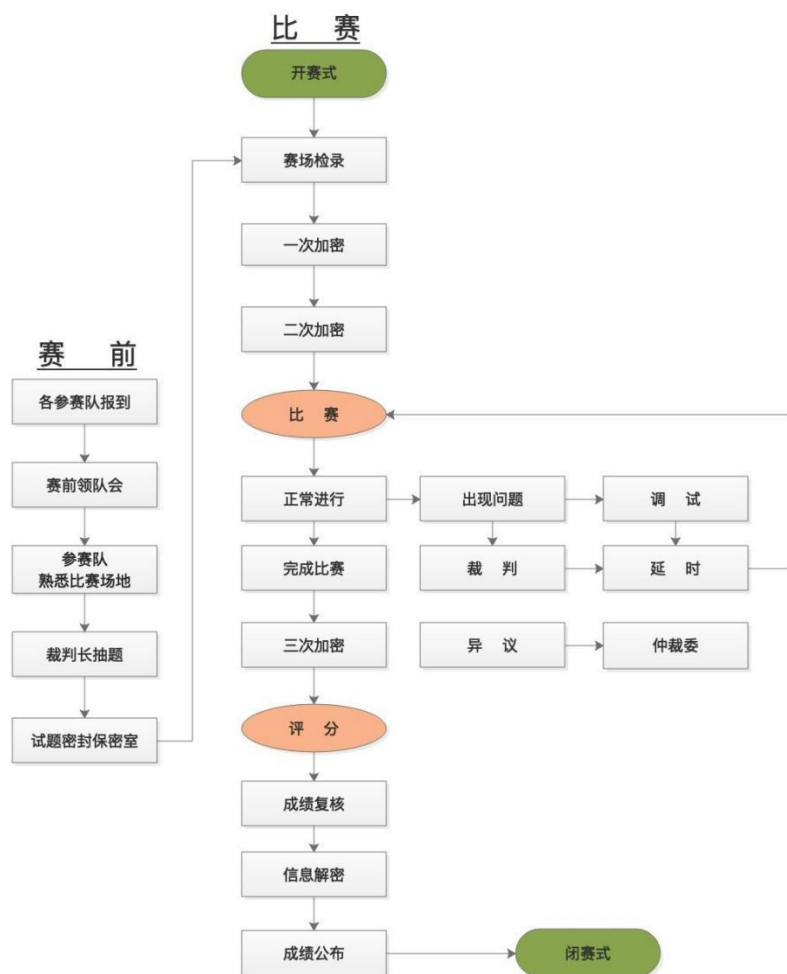 比 赛
开赛式
赛场检录
一次加密
二次加密
赛 前
各参赛队报到
赛前领队会
参赛队
熟悉比赛场地
裁判长抽题
试题密封保密室
比 赛
正常进行
出现问题
调 试
完成比赛
裁 判
延 时
三次加密
异 议
仲裁委
评 分
成绩复核
信息解密
成绩公布
闭赛式